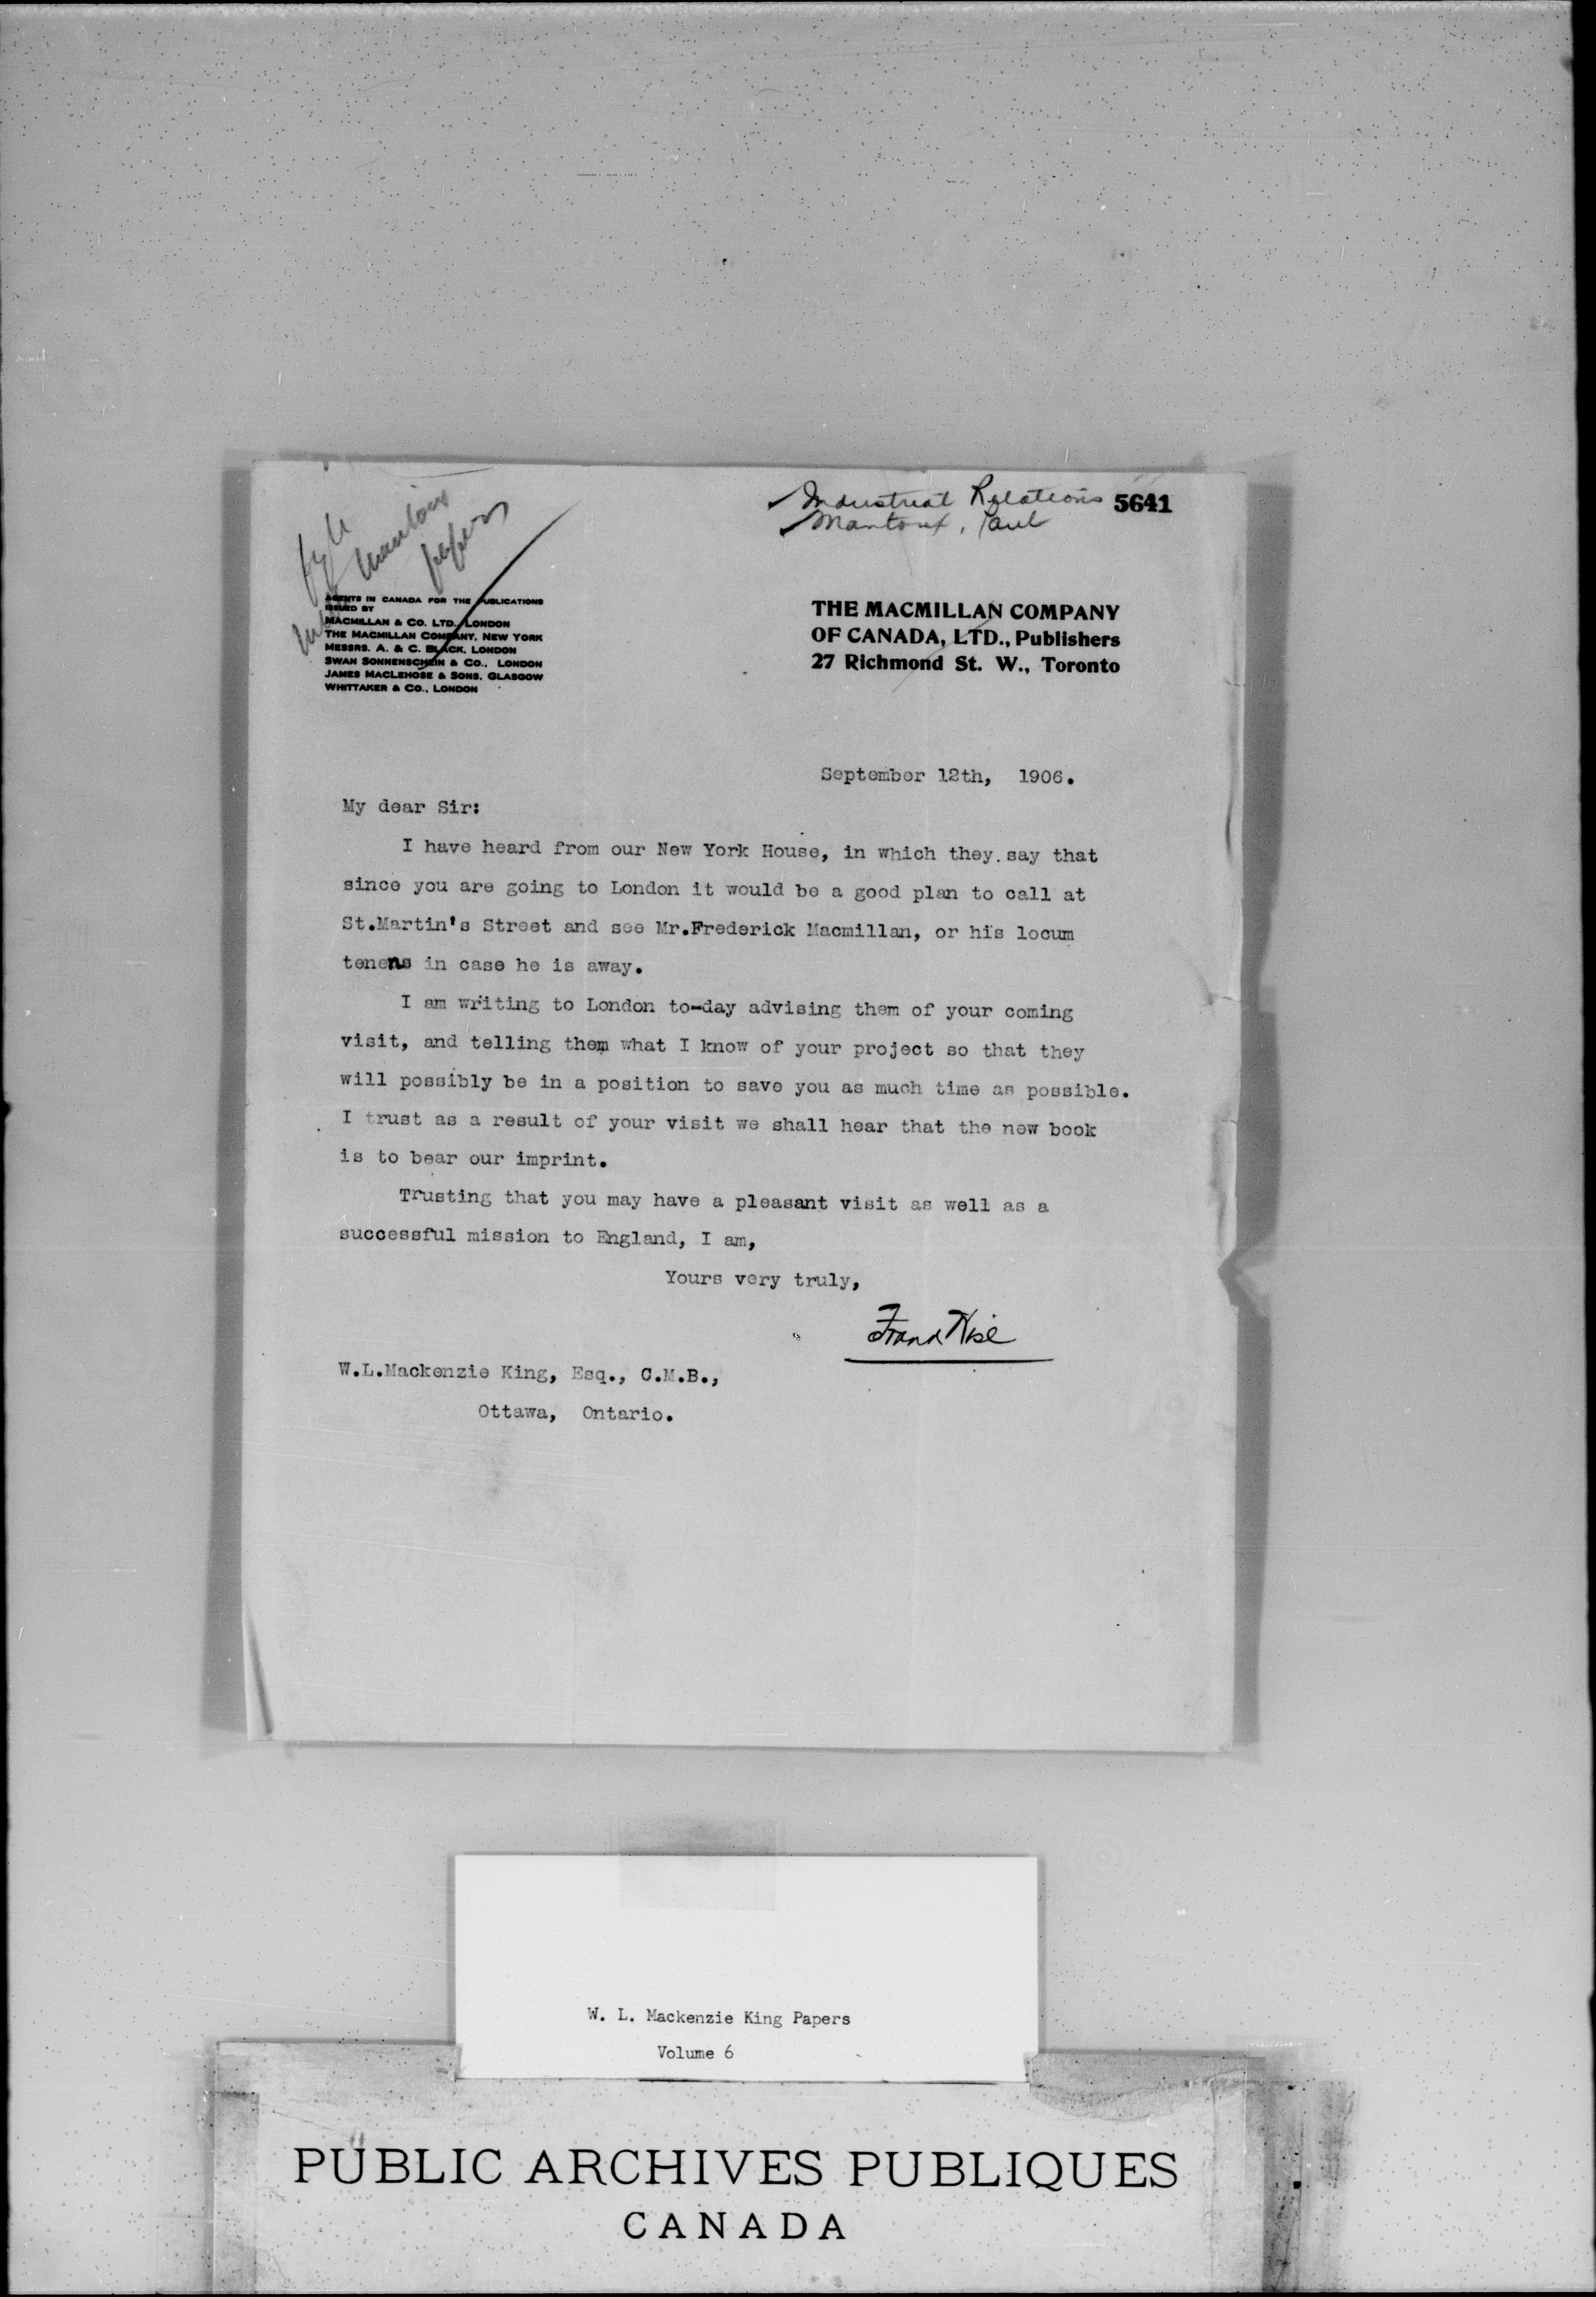 Industrial Relations 5641
Mantoux, Paul
Mantoux
papers
AGENTS IN CANADA FOR THE PUBLICATIONS
ISSUED BY
MACMILLAN & CO. LTD., LONDON
THE MACMILLAN COMPANY, NEW YORK
MESSRS. A. & C. BLACK, LONDON
SWAN SONNENSCHEIN & CO., LONDON
JAMES MACLEHOSE & SONS, GLASGOW
WHITTAKER & CO., LONDON
THE MACMILLAN COMPANY
OF CANADA, LTD., Publishers
27 Richmond St. W., Toronto
September 12th, 1906.
My dear Sir:
I have heard from our New York House, in which they say that
since you are going to London it would be a good plan to call at
St.Martin's Street and see Mr.Frederick Macmillan, or his locum
tenens in case he is away.
I am writing to London to-day advising them of your coming
visit, and telling them what I know of your project so that they
will possibly be in a position to save you as much time as possible.
I trust as a result of your visit we shall hear that the new book
is to bear our imprint.
Trusting that you may have a pleasant visit as well as a
successful mission to England, I am,
Yours very truly,
Frank Wise
W.L.Mackenzie King, Esq., C.M.B.,
Ottawa, Ontario.
W. L. Mackenzie King Papers
Volume 6
PUBLIC ARCHIVES PUBLIQUES
CANADA